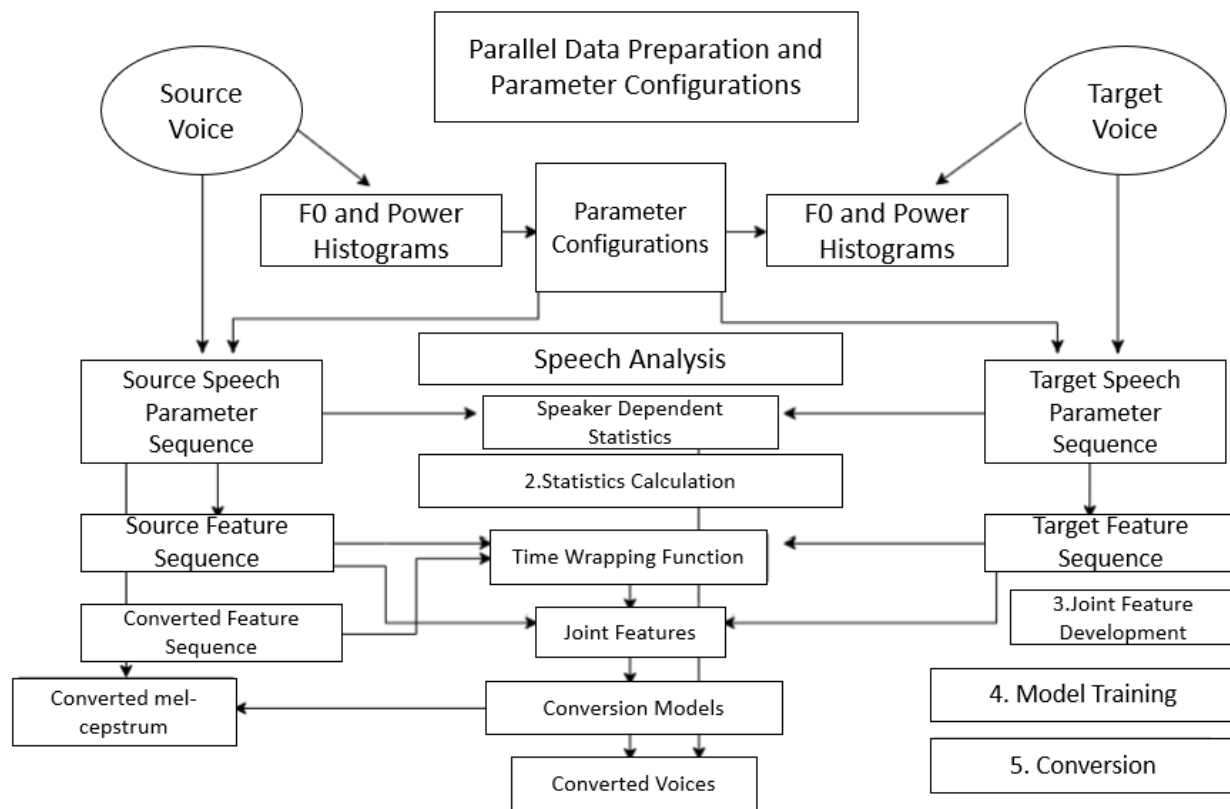 Parallel Data Preparation and
Parameter Configurations
Source
Voice
Target
Voice
F0 and Power
Histograms
Parameter
Configurations
F0 and Power
Histograms
Speech Analysis
Source Speech
Parameter
Sequence
Speaker Dependent
Statistics
Target Speech
Parameter
Sequence
2.Statistics Calculation
Source Feature
Sequence
Time Wrapping Function
Target Feature
Sequence
Converted Feature
Sequence
Joint Features
3.Joint Feature
Development
Converted mel-
cepstrum
Conversion Models
4. Model Training
Converted Voices
5. Conversion